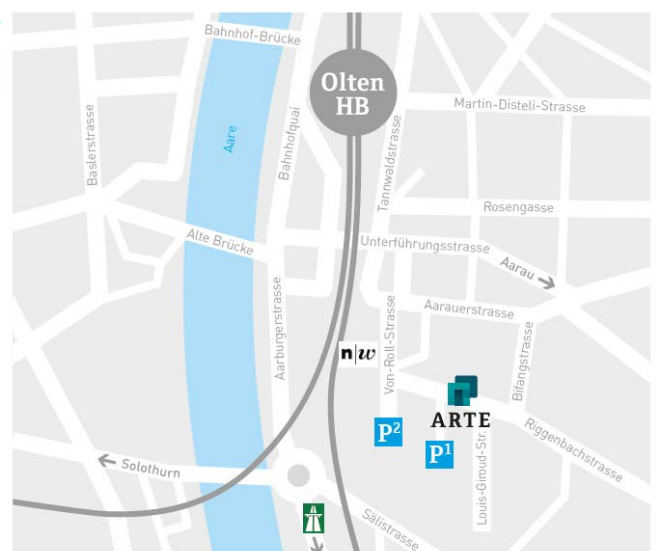 Bahnhof-Brücke
Olten
HB
Martin-Disteli-Strasse
Baslerstrasse
Aare
Bahnhofquai
Tannwaldstrasse
Rosengasse
Alte Brücke
Unterführungsstrasse
Aarau
Aarburgerstrasse
Von-Roll-Strasse
Aarauerstrasse
Bifangstrasse
n|w
ARTE
P²
P¹
Louis-Giroud-Str.
Riggenbachstrasse
Solothurn
Sälistrasse